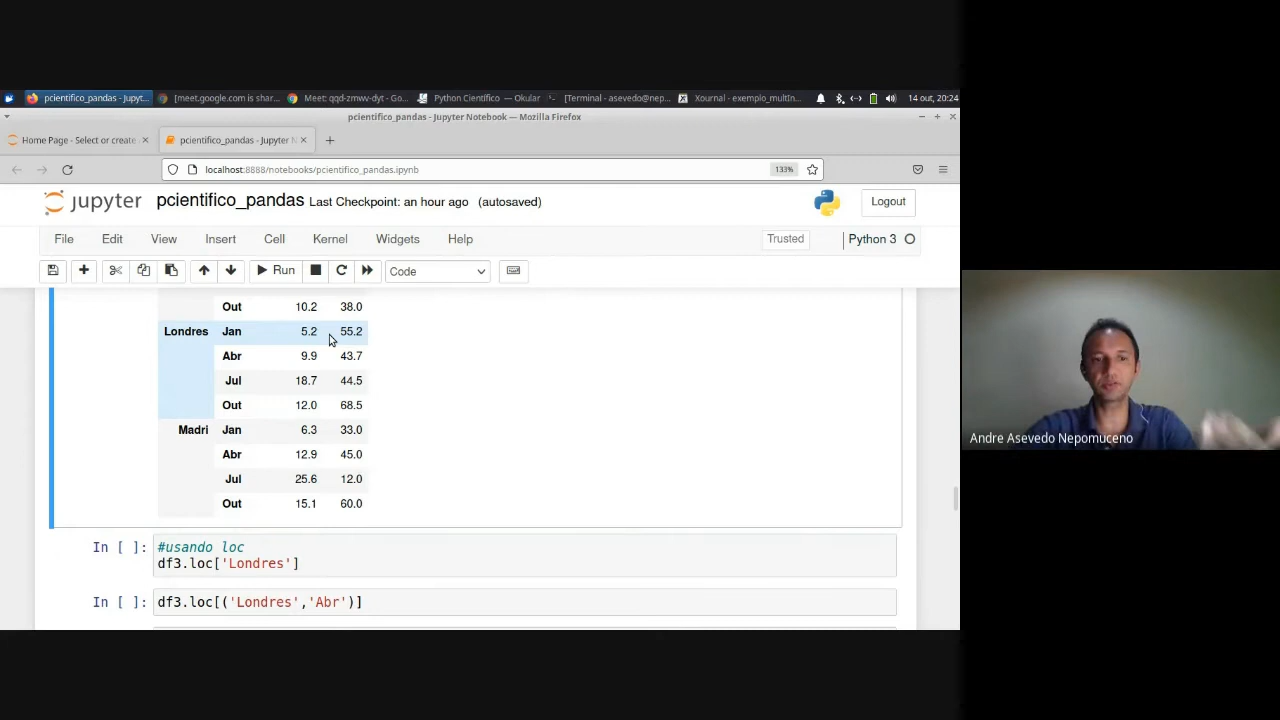 pcientifico_pandas - Jupyt... [meet.google.com is shar... Meet: qqd-zmwv-dyt - Go... Python Científico — Okular [Terminal - asevedo@nep... Xournal - exemplo_multIn... 14 out, 20:24
pcientifico_pandas - Jupyter Notebook — Mozilla Firefox
Home Page - Select or create pcientifico_pandas - Jupyter N
localhost:8888/notebooks/pcientifico_pandas.ipynb 133%
jupyter pcientifico_pandas Last Checkpoint: an hour ago (autosaved) Logout
File Edit View Insert Cell Kernel Widgets Help Trusted Python 3
Run Code
Out 10.2 38.0
Londres Jan 5.2 55.2
Abr 9.9 43.7
Jul 18.7 44.5
Out 12.0 68.5
Madri Jan 6.3 33.0
Abr 12.9 45.0
Jul 25.6 12.0
Out 15.1 60.0
In [ ]: #usando loc
df3.loc['Londres']
In [ ]: df3.loc[('Londres','Abr')]
Andre Asevedo Nepomuceno